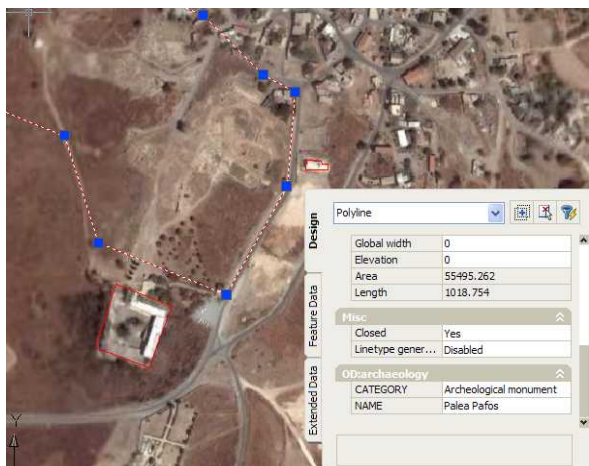 Polyline
Design
Feature Data
Extended Data
Global width 0
Elevation 0
Area 55495.262
Length 1018.754
Misc
Closed Yes
Linetype gener... Disabled
OD:archaeology
CATEGORY Archeological monument
NAME Palea Pafos
Y